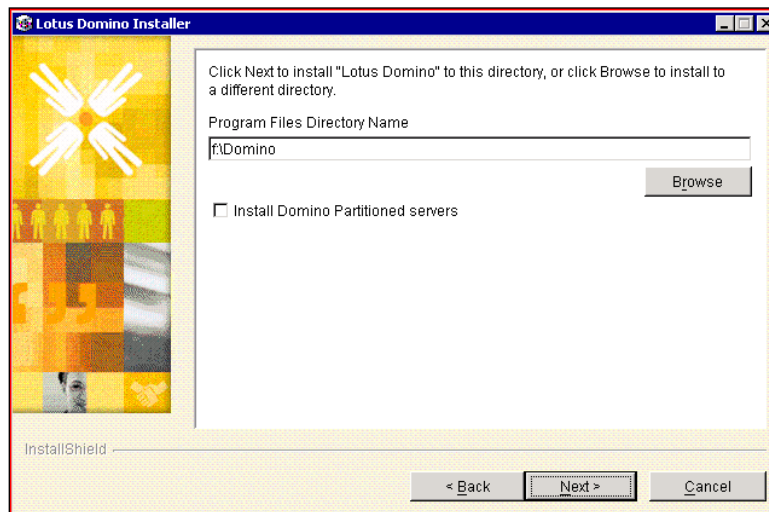 Lotus Domino Installer
Click Next to install "Lotus Domino" to this directory, or click Browse to install to
a different directory.
Program Files Directory Name
f:\Domino
Browse
Install Domino Partitioned servers
InstallShield
< Back
Next >
Cancel